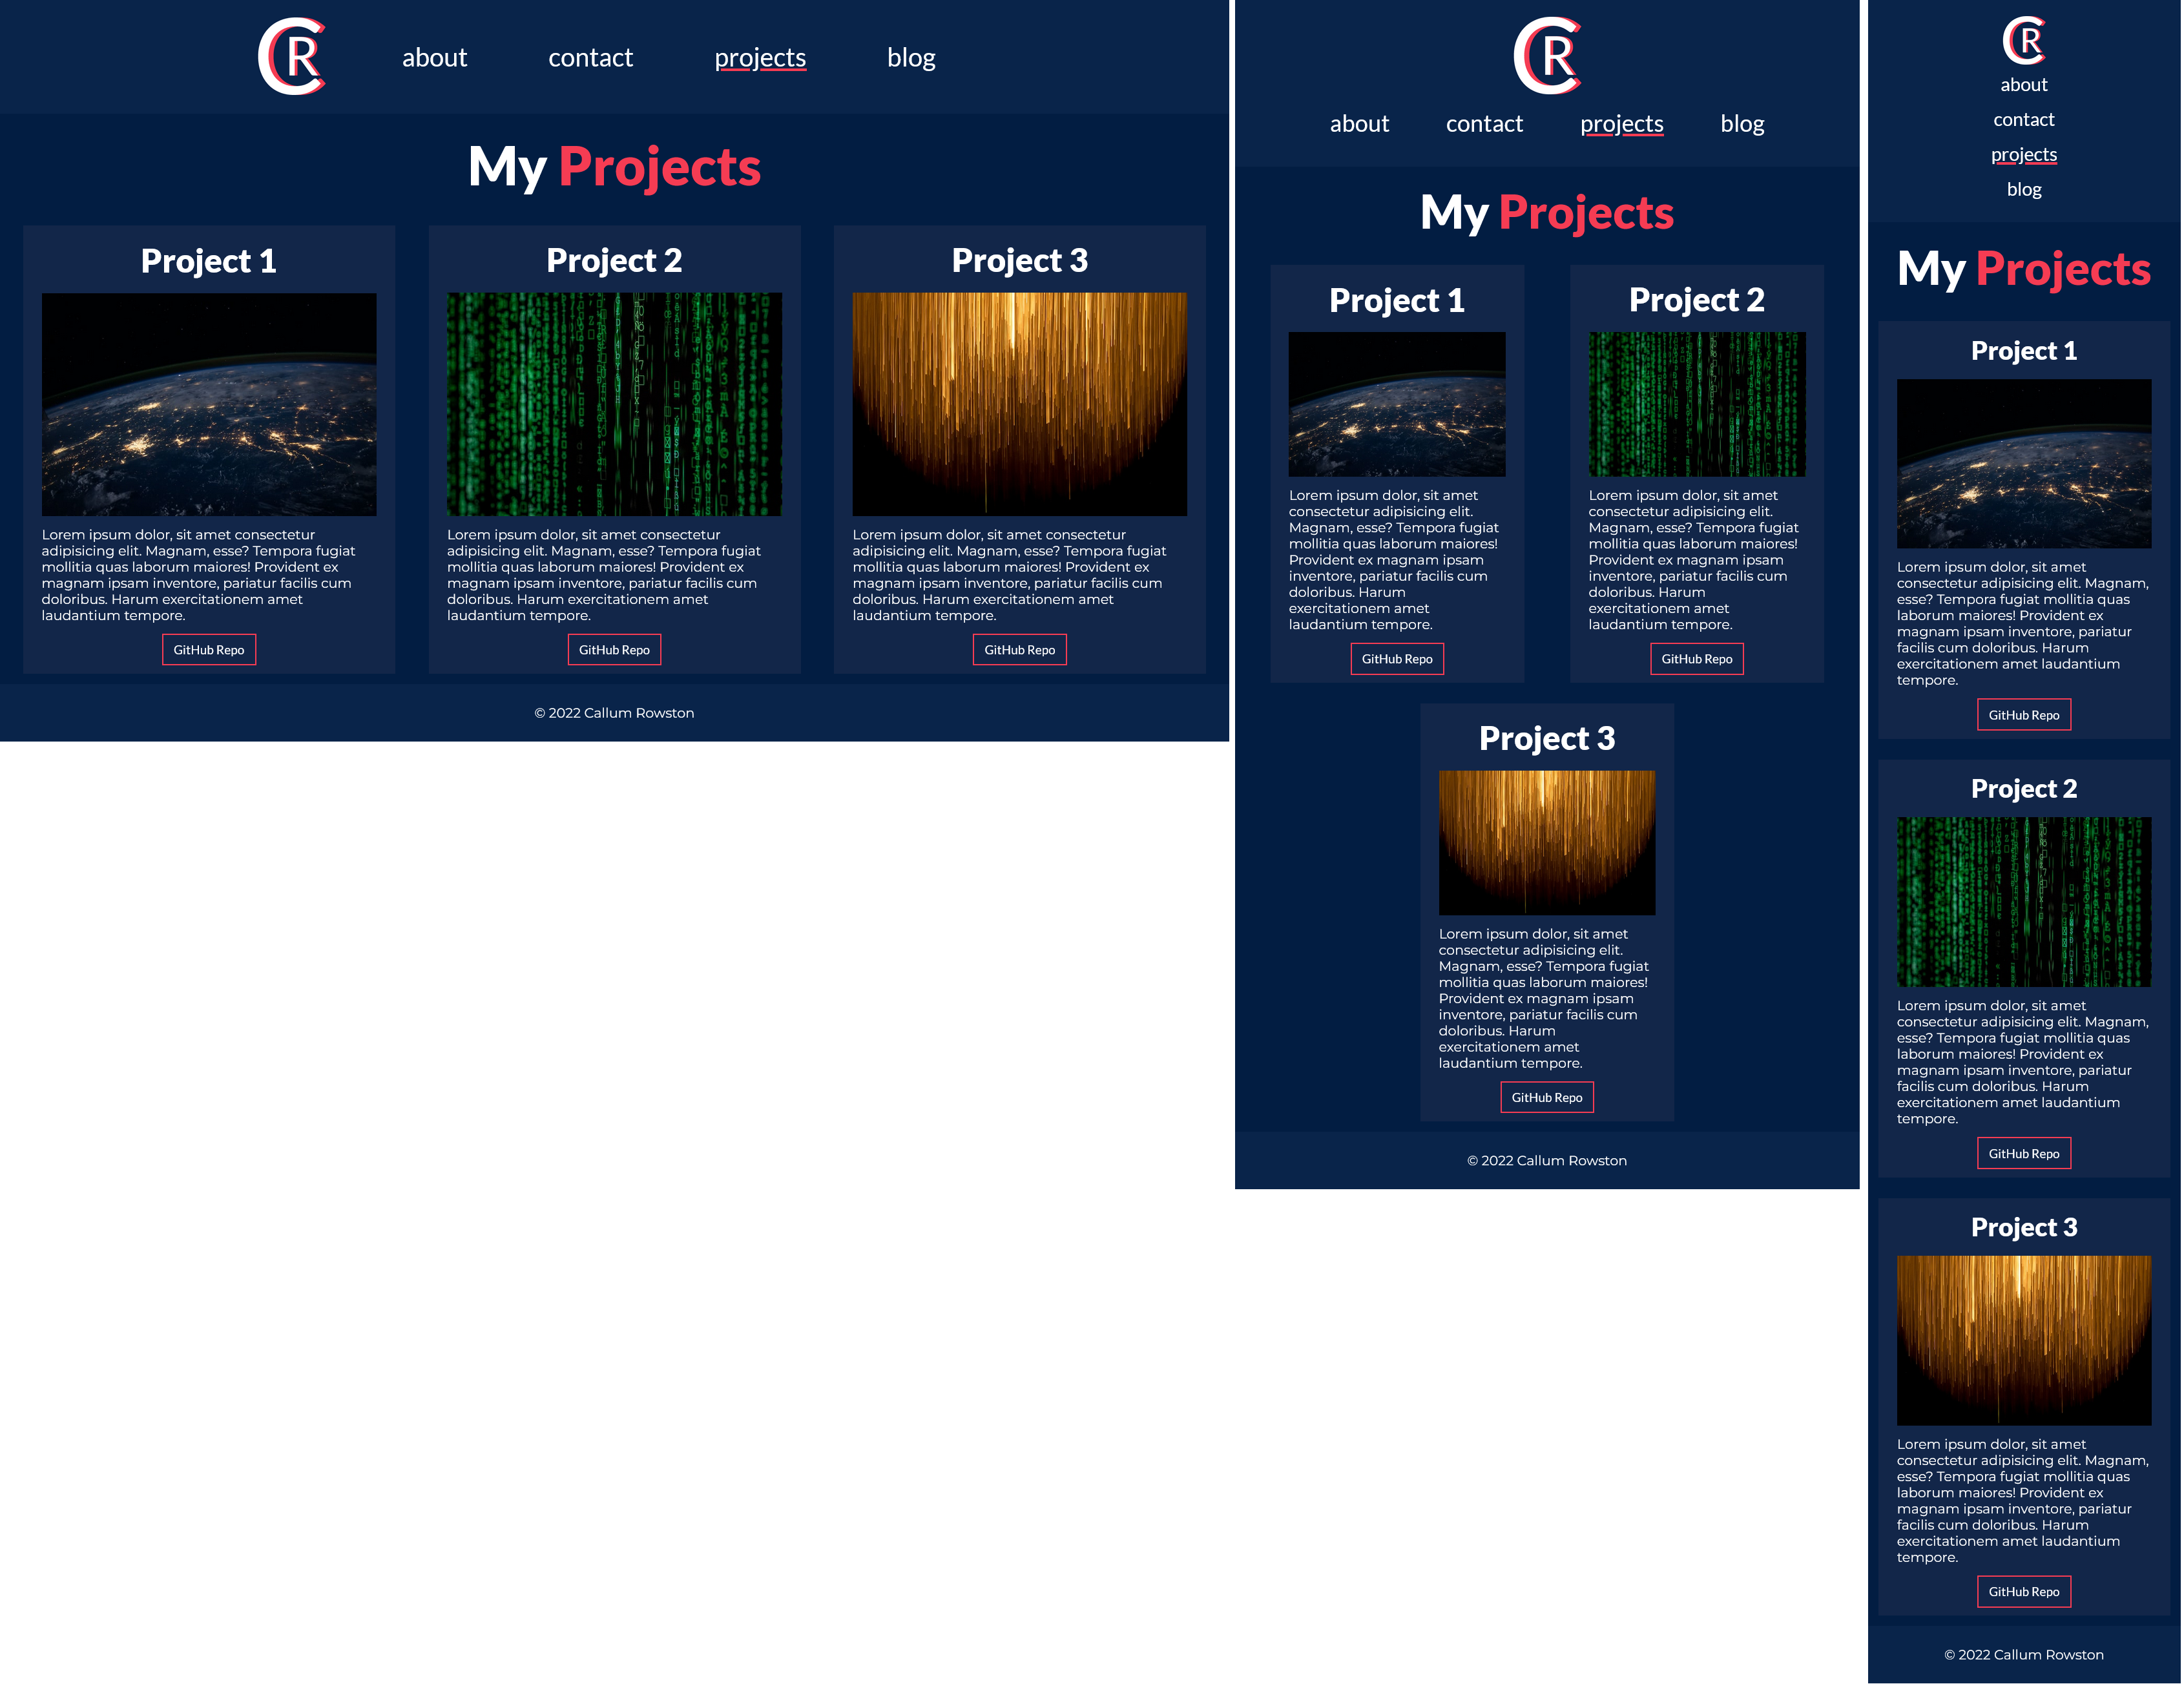 CR
about contact projects blog
My Projects
Project 1
Lorem ipsum dolor, sit amet consectetur
adipisicing elit. Magnam, esse? Tempora fugiat
mollitia quas laborum maiores! Provident ex
magnam ipsam inventore, pariatur facilis cum
doloribus. Harum exercitationem amet
laudantium tempore.
GitHub Repo
Project 2
Lorem ipsum dolor, sit amet consectetur
adipisicing elit. Magnam, esse? Tempora fugiat
mollitia quas laborum maiores! Provident ex
magnam ipsam inventore, pariatur facilis cum
doloribus. Harum exercitationem amet
laudantium tempore.
GitHub Repo
Project 3
Lorem ipsum dolor, sit amet consectetur
adipisicing elit. Magnam, esse? Tempora fugiat
mollitia quas laborum maiores! Provident ex
magnam ipsam inventore, pariatur facilis cum
doloribus. Harum exercitationem amet
laudantium tempore.
GitHub Repo
© 2022 Callum Rowston
CR
about contact projects blog
My Projects
Project 1
Lorem ipsum dolor, sit amet
consectetur adipisicing elit.
Magnam, esse? Tempora fugiat
mollitia quas laborum maiores!
Provident ex magnam ipsam
inventore, pariatur facilis cum
doloribus. Harum
exercitationem amet
laudantium tempore.
GitHub Repo
Project 2
Lorem ipsum dolor, sit amet
consectetur adipisicing elit.
Magnam, esse? Tempora fugiat
mollitia quas laborum maiores!
Provident ex magnam ipsam
inventore, pariatur facilis cum
doloribus. Harum
exercitationem amet
laudantium tempore.
GitHub Repo
Project 3
Lorem ipsum dolor, sit amet
consectetur adipisicing elit.
Magnam, esse? Tempora fugiat
mollitia quas laborum maiores!
Provident ex magnam ipsam
inventore, pariatur facilis cum
doloribus. Harum
exercitationem amet
laudantium tempore.
GitHub Repo
© 2022 Callum Rowston
CR
about
contact
projects
blog
My Projects
Project 1
Lorem ipsum dolor, sit amet
consectetur adipisicing elit. Magnam,
esse? Tempora fugiat mollitia quas
laborum maiores! Provident ex
magnam ipsam inventore, pariatur
facilis cum doloribus. Harum
exercitationem amet laudantium
tempore.
GitHub Repo
Project 2
Lorem ipsum dolor, sit amet
consectetur adipisicing elit. Magnam,
esse? Tempora fugiat mollitia quas
laborum maiores! Provident ex
magnam ipsam inventore, pariatur
facilis cum doloribus. Harum
exercitationem amet laudantium
tempore.
GitHub Repo
Project 3
Lorem ipsum dolor, sit amet
consectetur adipisicing elit. Magnam,
esse? Tempora fugiat mollitia quas
laborum maiores! Provident ex
magnam ipsam inventore, pariatur
facilis cum doloribus. Harum
exercitationem amet laudantium
tempore.
GitHub Repo
© 2022 Callum Rowston